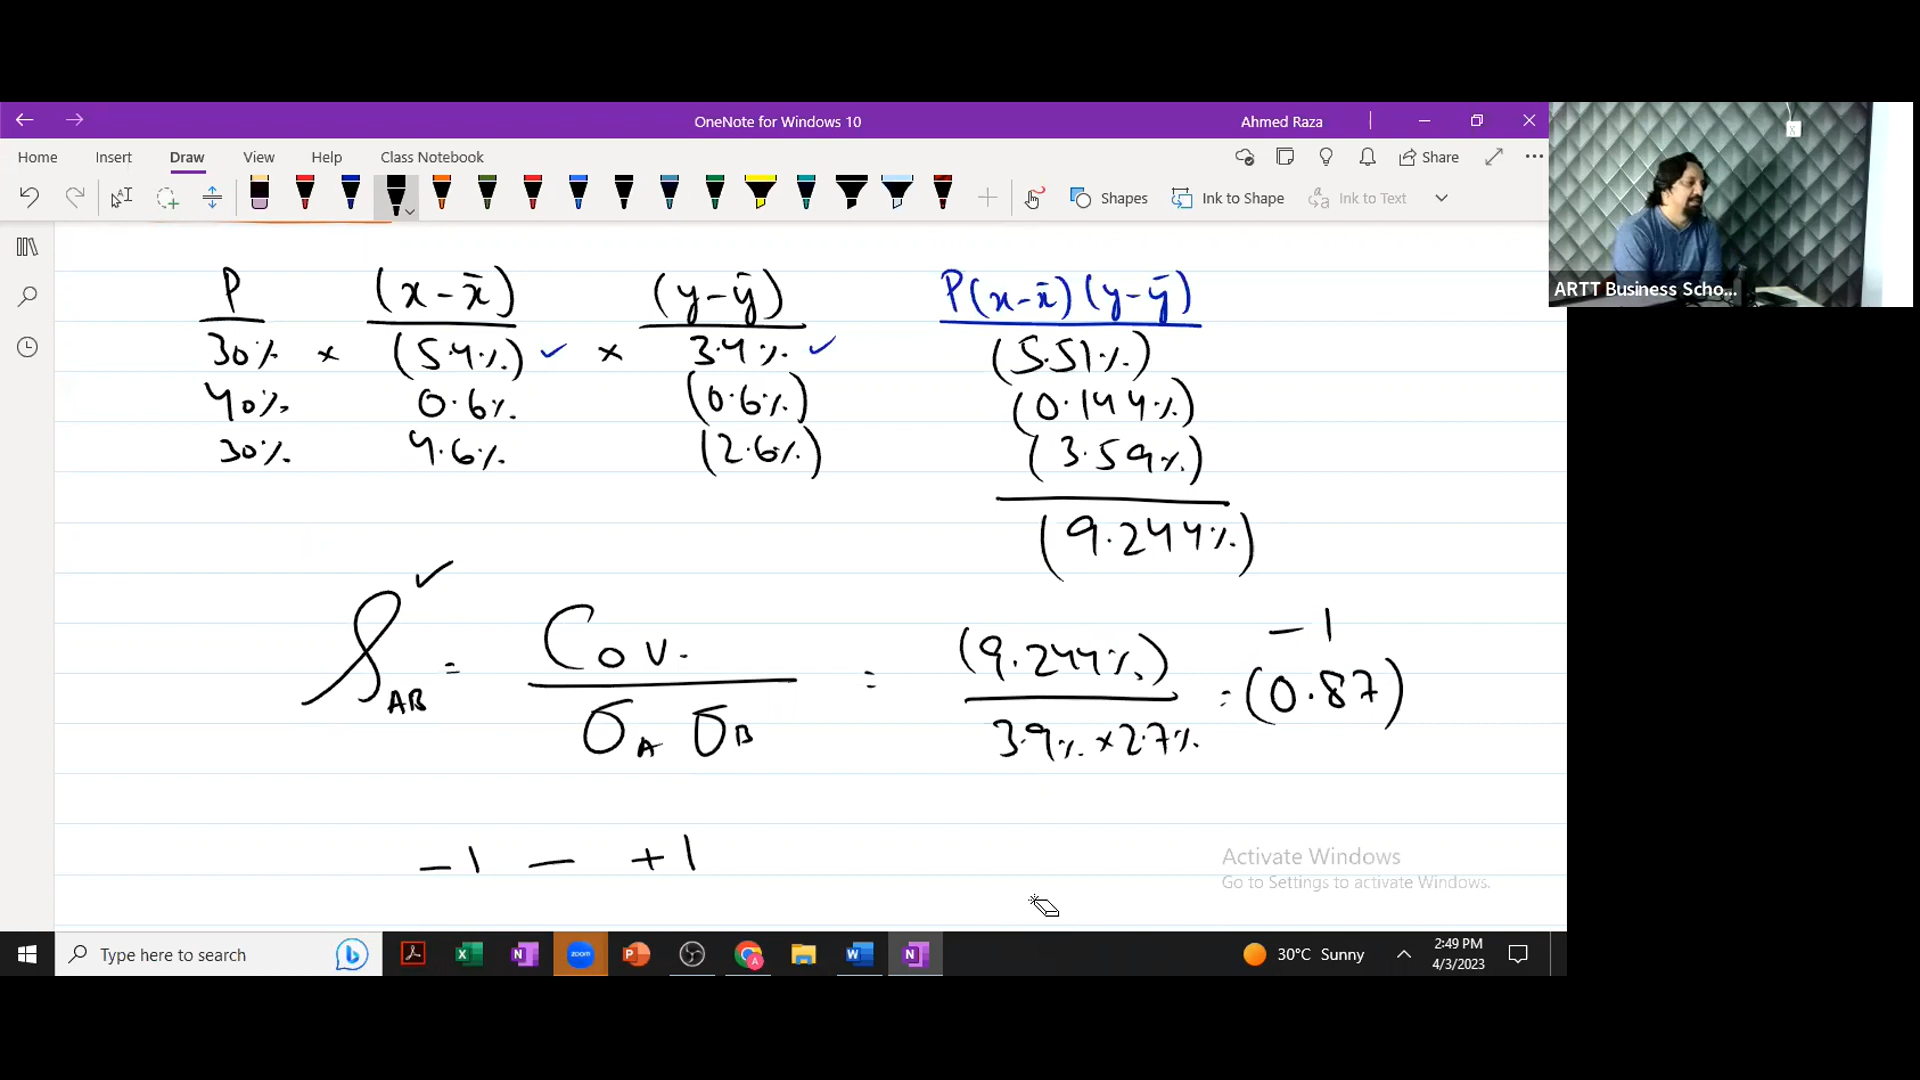 OneNote for Windows 10 Ahmed Raza
Home Insert Draw View Help Class Notebook Share
Shapes Ink to Shape Ink to Text
ARTT Business Scho...
P (x-x̄) (y-ȳ) P(x-x̄)(y-ȳ)
30% × (5.4%) ✓ × 3.4% ✓ (5.51%)
40% 0.6% (0.6%) (0.144%)
30% 4.6% (2.6%) (3.59%)
(9.244%)
ρAB = Cov. / σA σB = (9.244%) / 3.9% × 2.7% = (0.87)
-1
-1 — +1
Activate Windows
Go to Settings to activate Windows.
Type here to search zoom 30°C Sunny 2:49 PM
4/3/2023